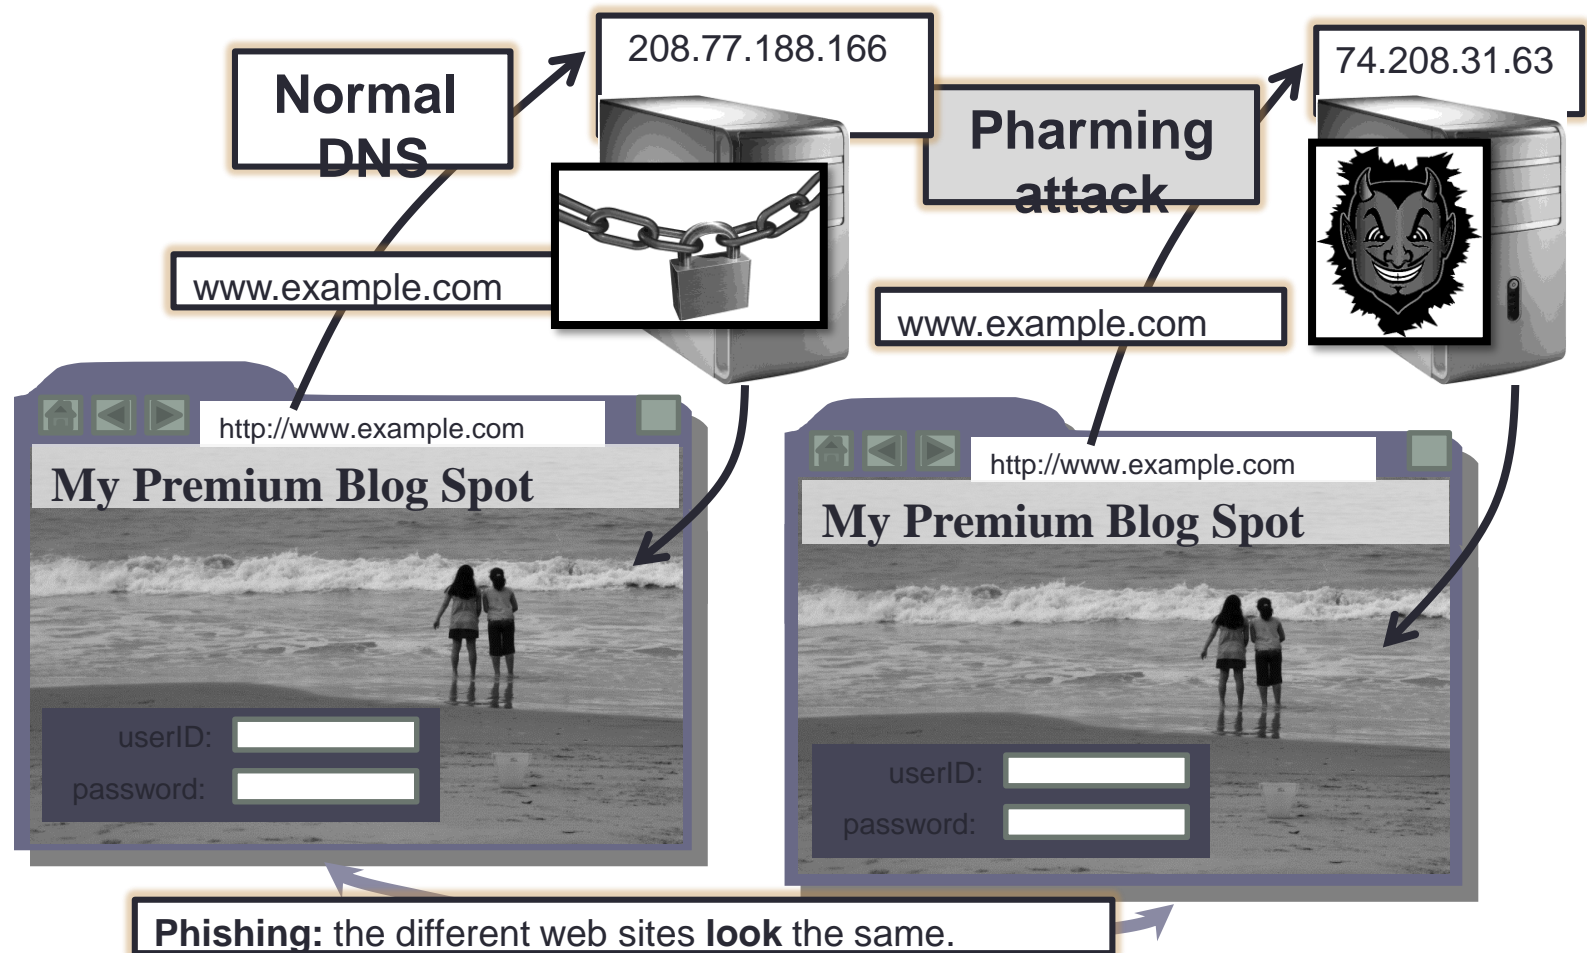 Normal
DNS
208.77.188.166
www.example.com
http://www.example.com
My Premium Blog Spot
userID:
password:
Pharming
attack
74.208.31.63
www.example.com
http://www.example.com
My Premium Blog Spot
userID:
password:
Phishing: the different web sites look the same.